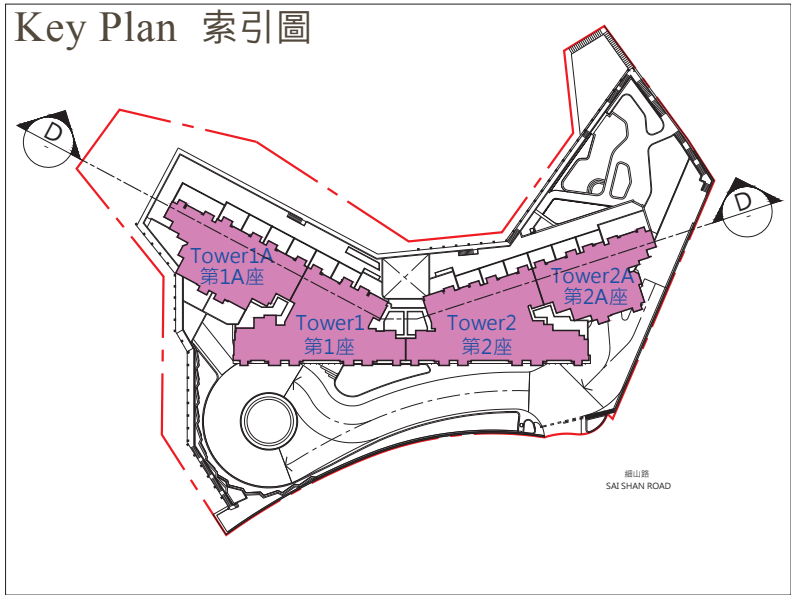 Key Plan 索引圖
D
D
Tower1A
第1A座
Tower2A
第2A座
Tower1
第1座
Tower2
第2座
細山路
SAI SHAN ROAD